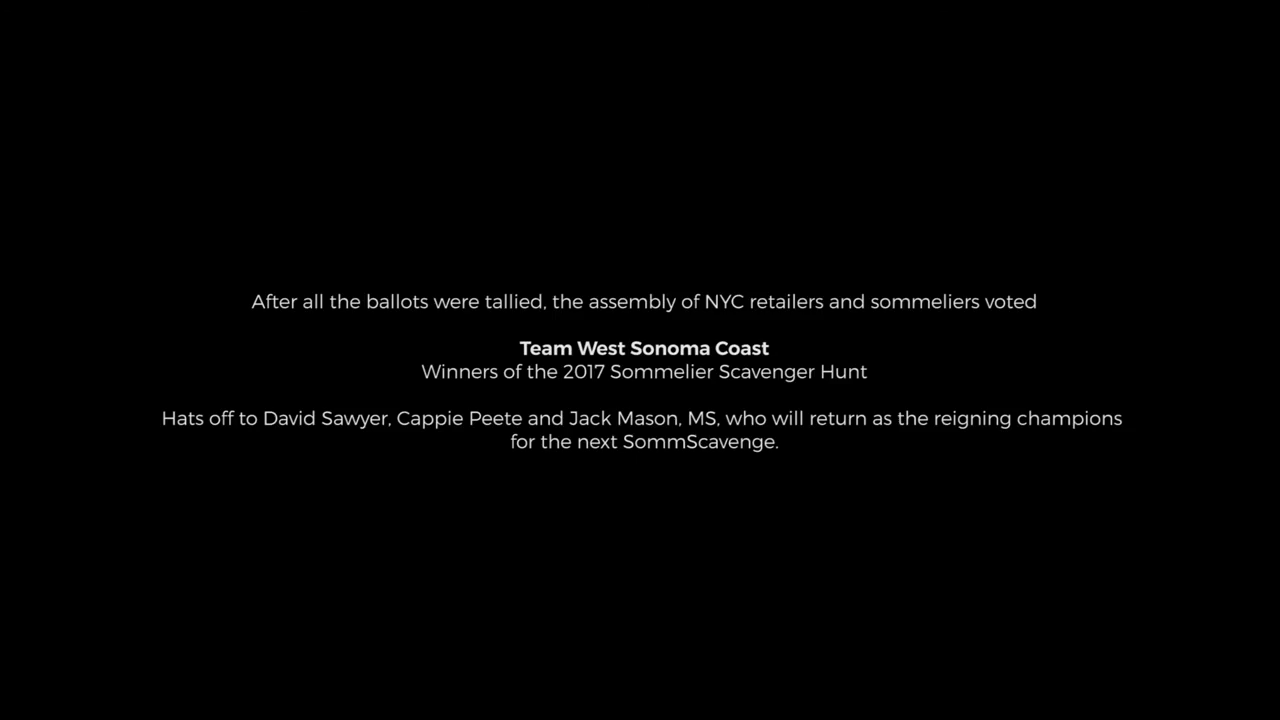 After all the ballots were tallied, the assembly of NYC retailers and sommeliers voted
Team West Sonoma Coast
Winners of the 2017 Sommelier Scavenger Hunt
Hats off to David Sawyer, Cappie Peete and Jack Mason, MS, who will return as the reigning champions
for the next SommScavenge.